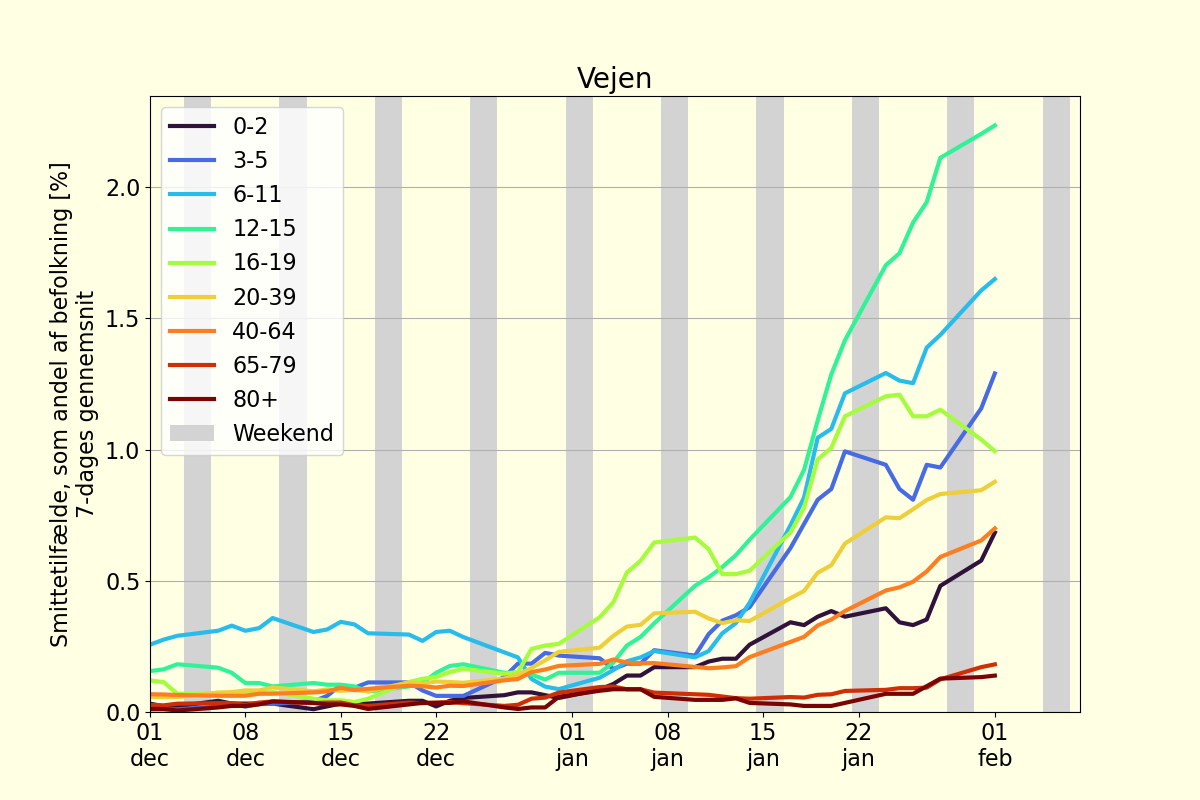 Vejen
Smittetilfælde, som andel af befolkning [%]
7-dages gennemsnit
2.0
1.5
1.0
0.5
0.0
0-2
3-5
6-11
12-15
16-19
20-39
40-64
65-79
80+
Weekend
01 08 15 22 01 08 15 22 01
dec dec dec dec jan jan jan jan feb